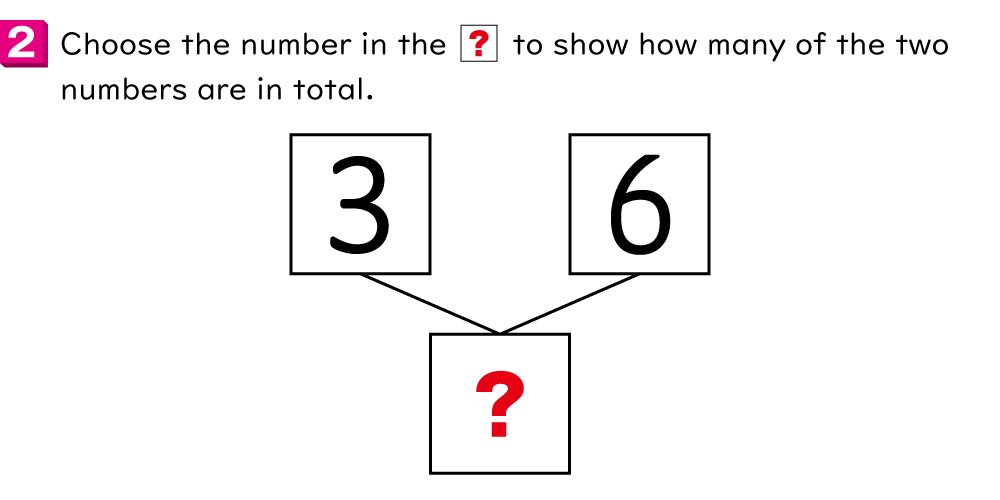 2 Choose the number in the ? to show how many of the two
numbers are in total.
3 6
?